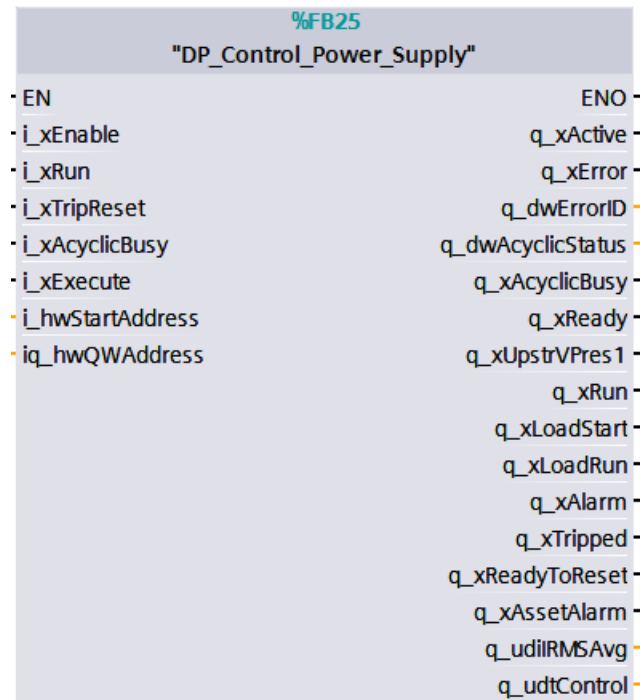 %FB25
"DP_Control_Power_Supply"
EN ENO
i_xEnable q_xActive
i_xRun q_xError
i_xTripReset q_dwErrorID
i_xAcyclicBusy q_dwAcyclicStatus
i_xExecute q_xAcyclicBusy
i_hwStartAddress q_xReady
iq_hwQWAddress q_xUpstrVPres1
q_xRun
q_xLoadStart
q_xLoadRun
q_xAlarm
q_xTripped
q_xReadyToReset
q_xAssetAlarm
q_udiIRMSAvg
q_udtControl